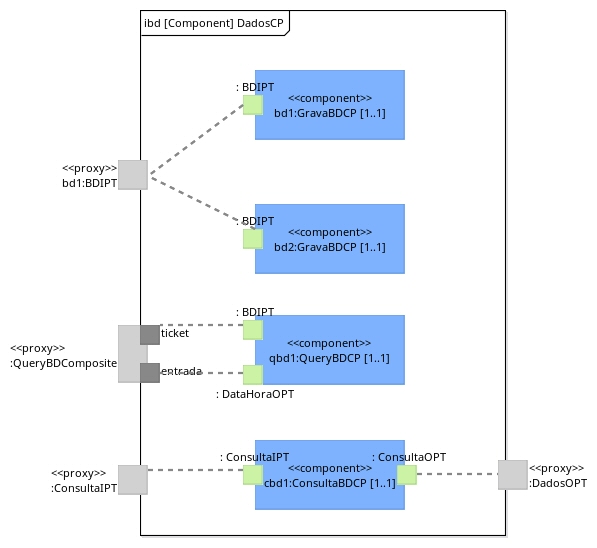 ibd [Component] DadosCP
: BDIPT
<<component>>
bd1:GravaBDCP [1..1]
<<proxy>>
bd1:BDIPT
: BDIPT
<<component>>
bd2:GravaBDCP [1..1]
: BDIPT
ticket
<<component>>
qbd1:QueryBDCP [1..1]
<<proxy>>
:QueryBDComposite
entrada
: DataHoraOPT
: ConsultaIPT
: ConsultaOPT
<<component>>
cbd1:ConsultaBDCP [1..1]
<<proxy>>
:ConsultaIPT
<<proxy>>
:DadosOPT